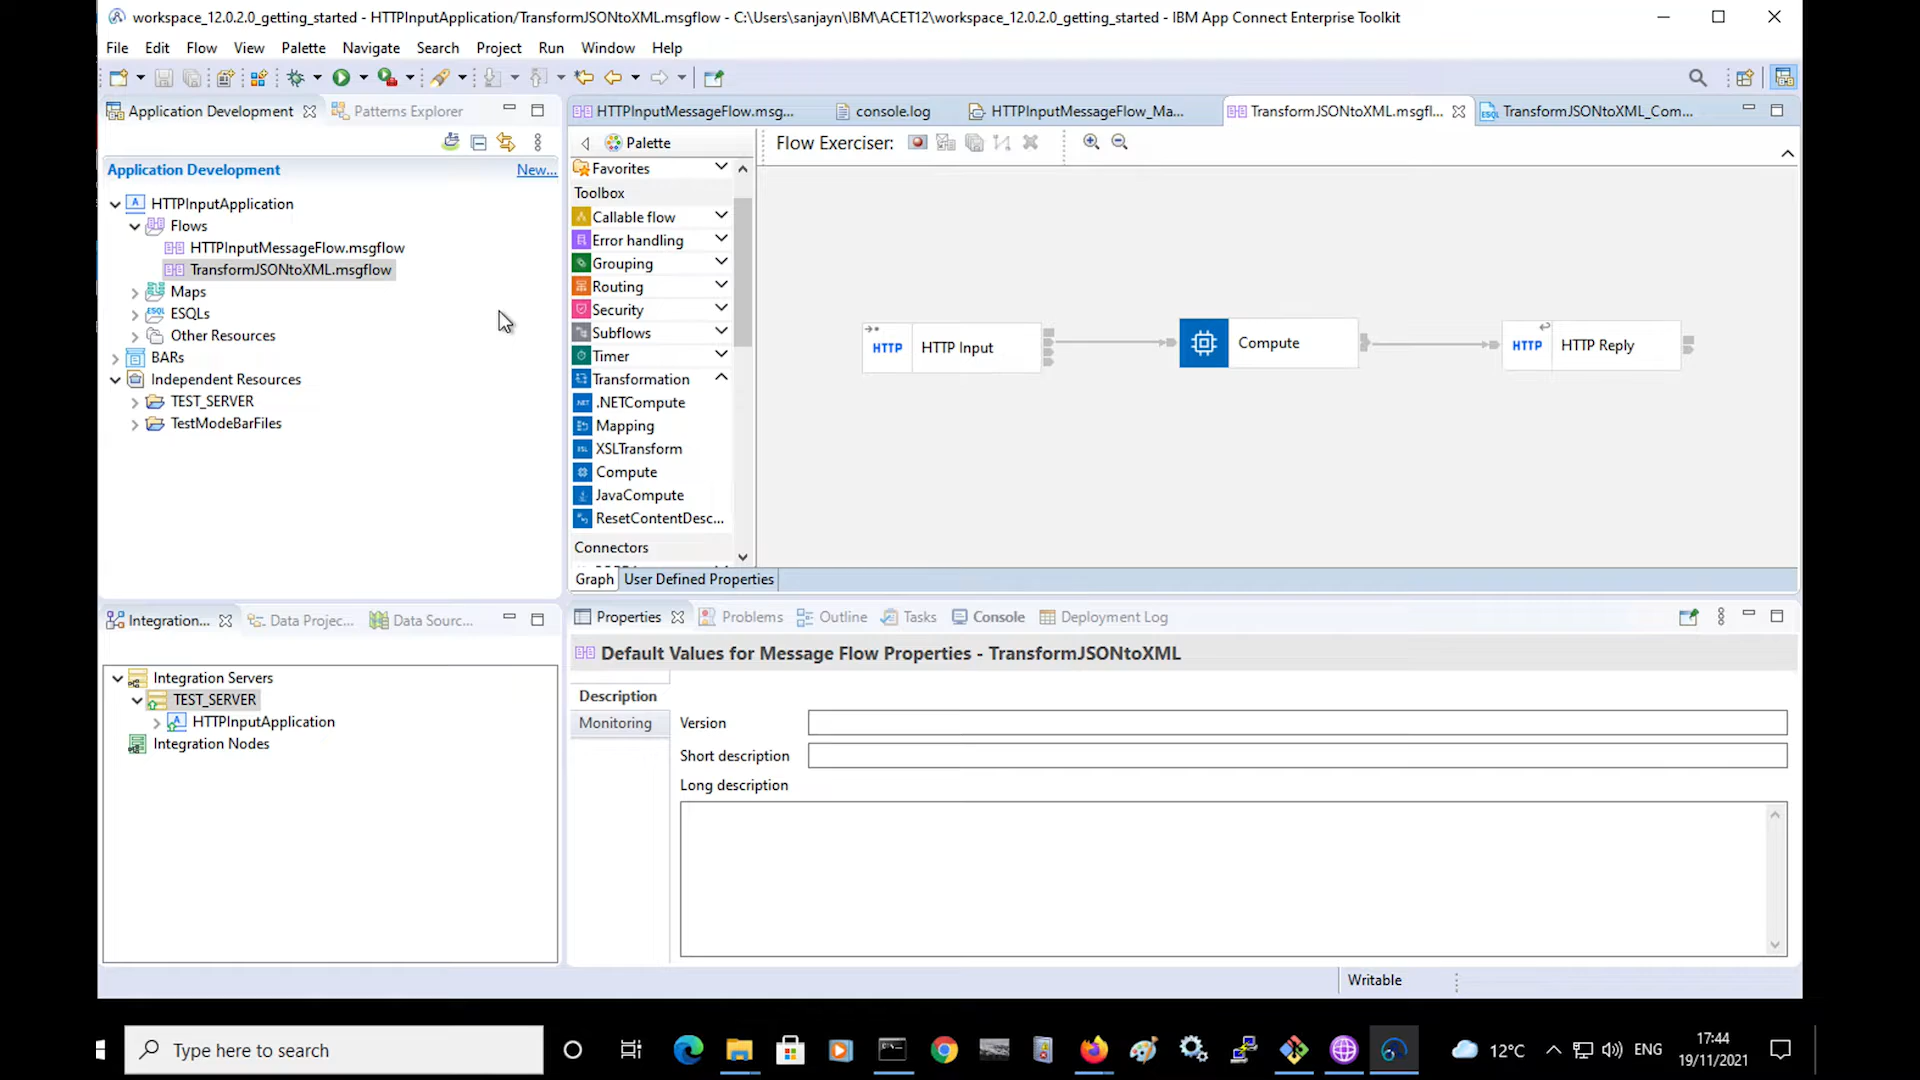 workspace_12.0.2.0_getting_started - HTTPInputApplication/TransformJSONtoXML.msgflow - C:\Users\sanjayn\IBM\ACET12\workspace_12.0.2.0_getting_started - IBM App Connect Enterprise Toolkit
File Edit Flow View Palette Navigate Search Project Run Window Help
Application Development Patterns Explorer
HTTPInputMessageFlow.msg... console.log HTTPInputMessageFlow_Ma... TransformJSONtoXML.msgfl... TransformJSONtoXML_Com...
Application Development New...
HTTPInputApplication
Flows
HTTPInputMessageFlow.msgflow
TransformJSONtoXML.msgflow
Maps
ESQLs
Other Resources
BARs
Independent Resources
TEST_SERVER
TestModeBarFiles
Palette
Flow Exerciser:
Favorites
Toolbox
Callable flow
Error handling
Grouping
Routing
Security
Subflows
Timer
Transformation
.NETCompute
Mapping
XSLTransform
Compute
JavaCompute
ResetContentDesc...
Connectors
HTTP HTTP Input
Compute
HTTP HTTP Reply
Graph User Defined Properties
Integration... Data Projec... Data Sourc...
Integration Servers
TEST_SERVER
HTTPInputApplication
Integration Nodes
Properties Problems Outline Tasks Console Deployment Log
Default Values for Message Flow Properties - TransformJSONtoXML
Description
Monitoring
Version
Short description
Long description
Writable
Type here to search
12°C
ENG
17:44
19/11/2021